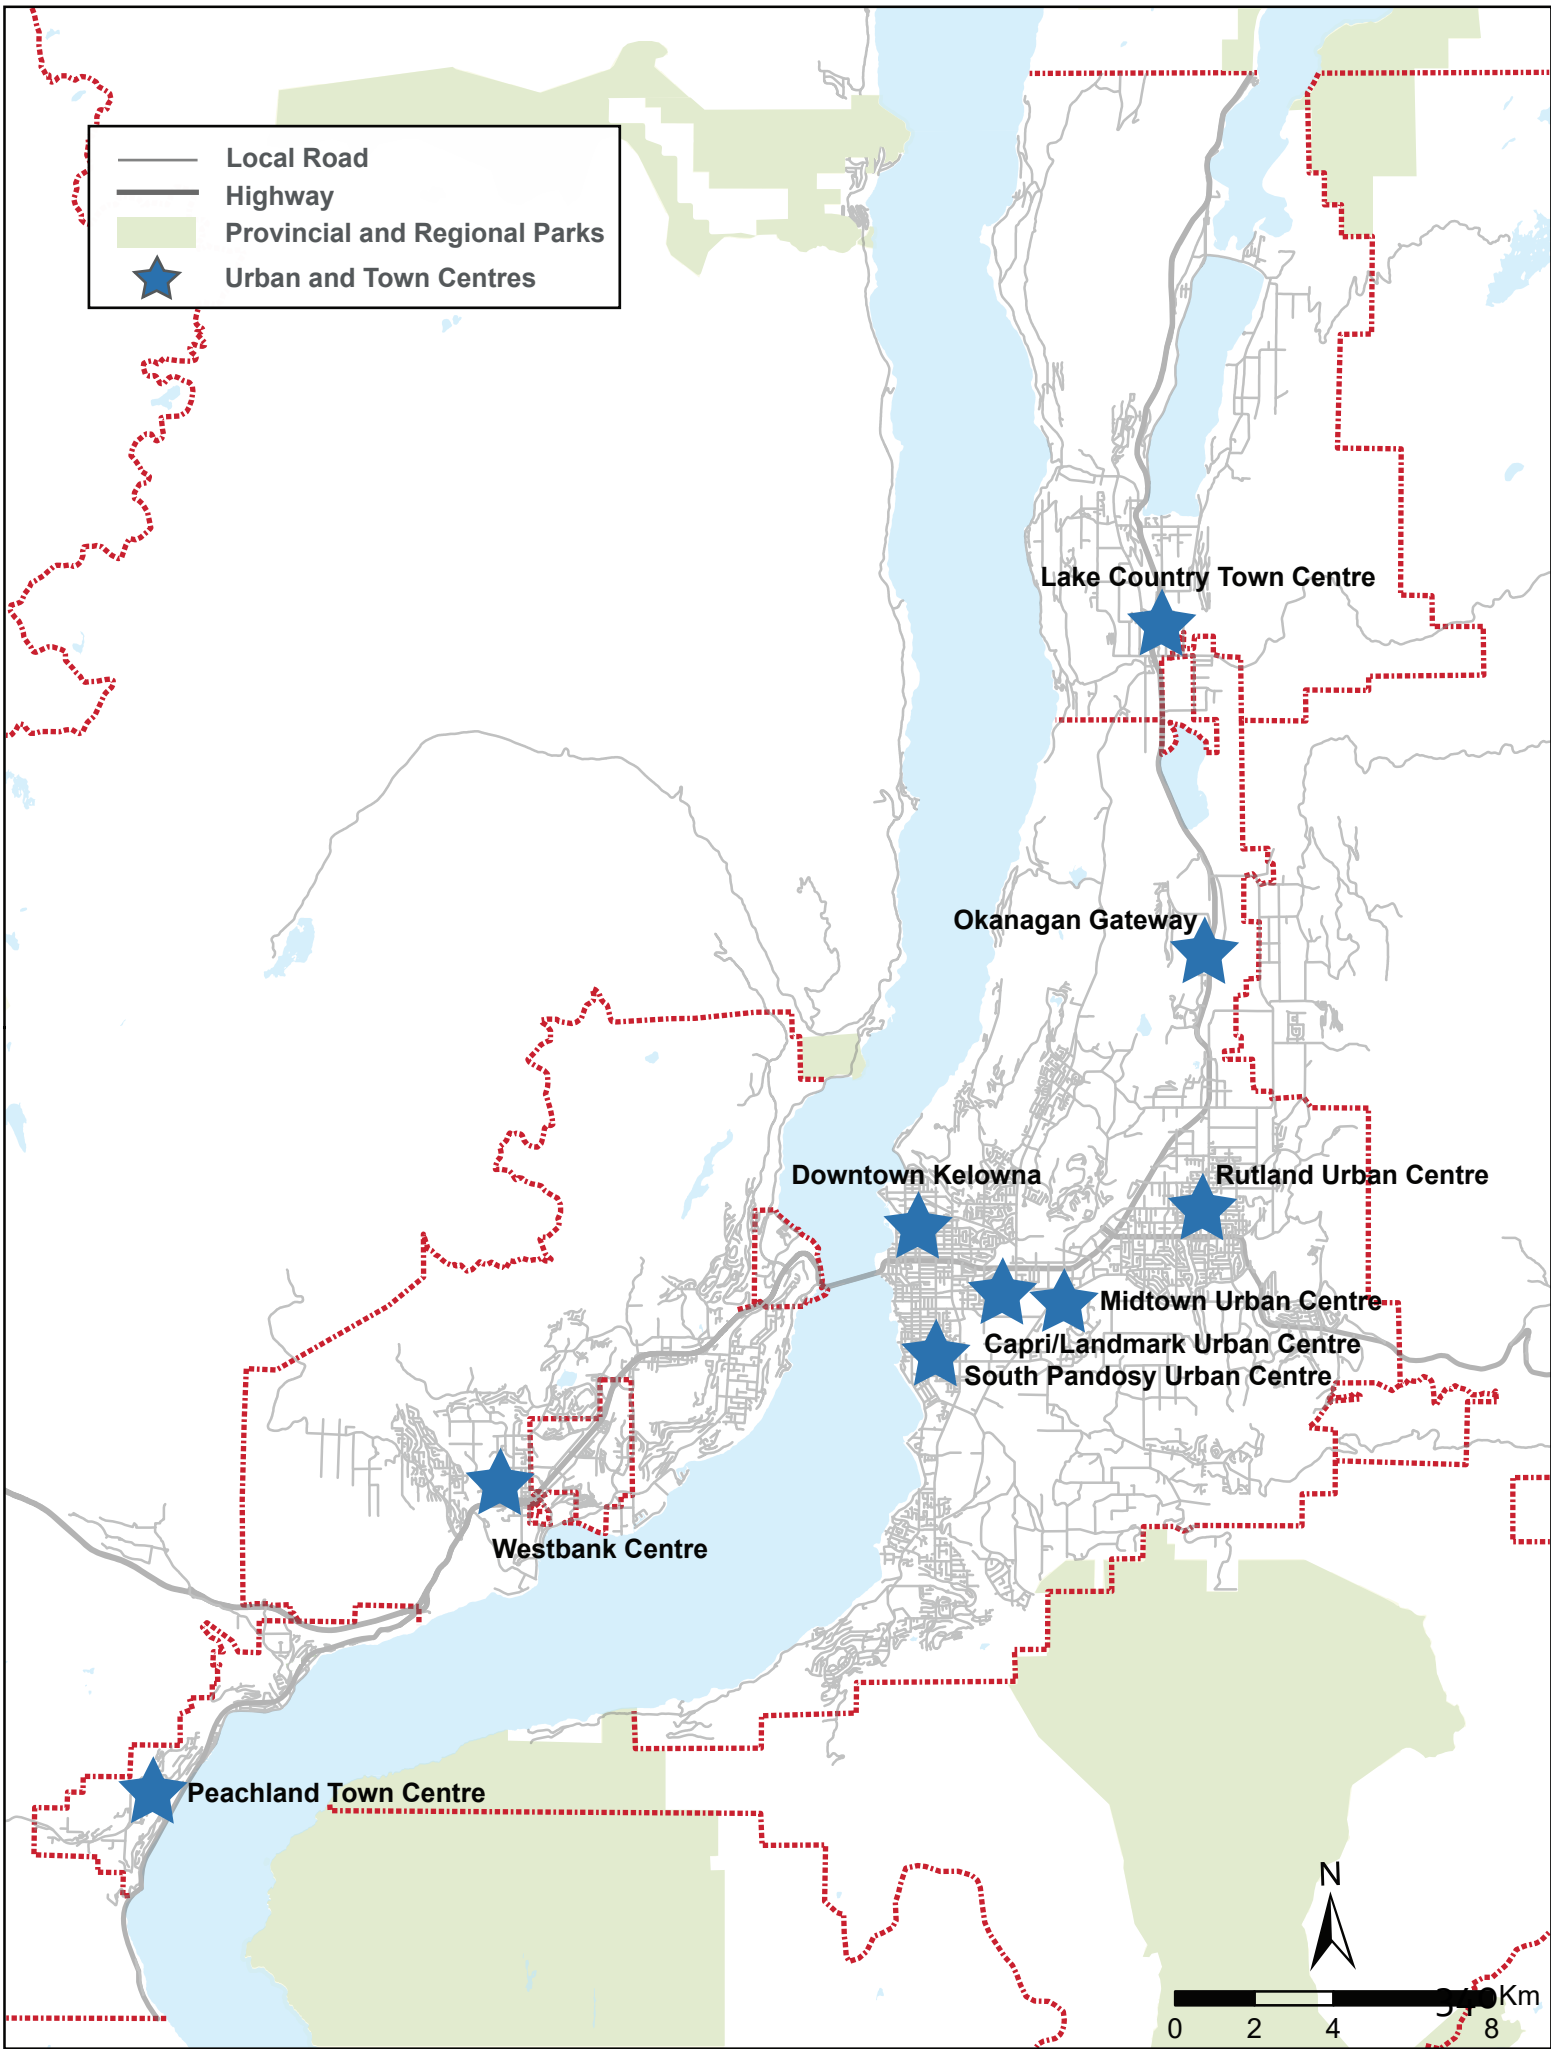 Local Road
Highway
Provincial and Regional Parks
Urban and Town Centres
Lake Country Town Centre
Okanagan Gateway
Downtown Kelowna
Rutland Urban Centre
Midtown Urban Centre
Capri/Landmark Urban Centre
South Pandosy Urban Centre
Westbank Centre
Peachland Town Centre
N
Km
0 2 4 8